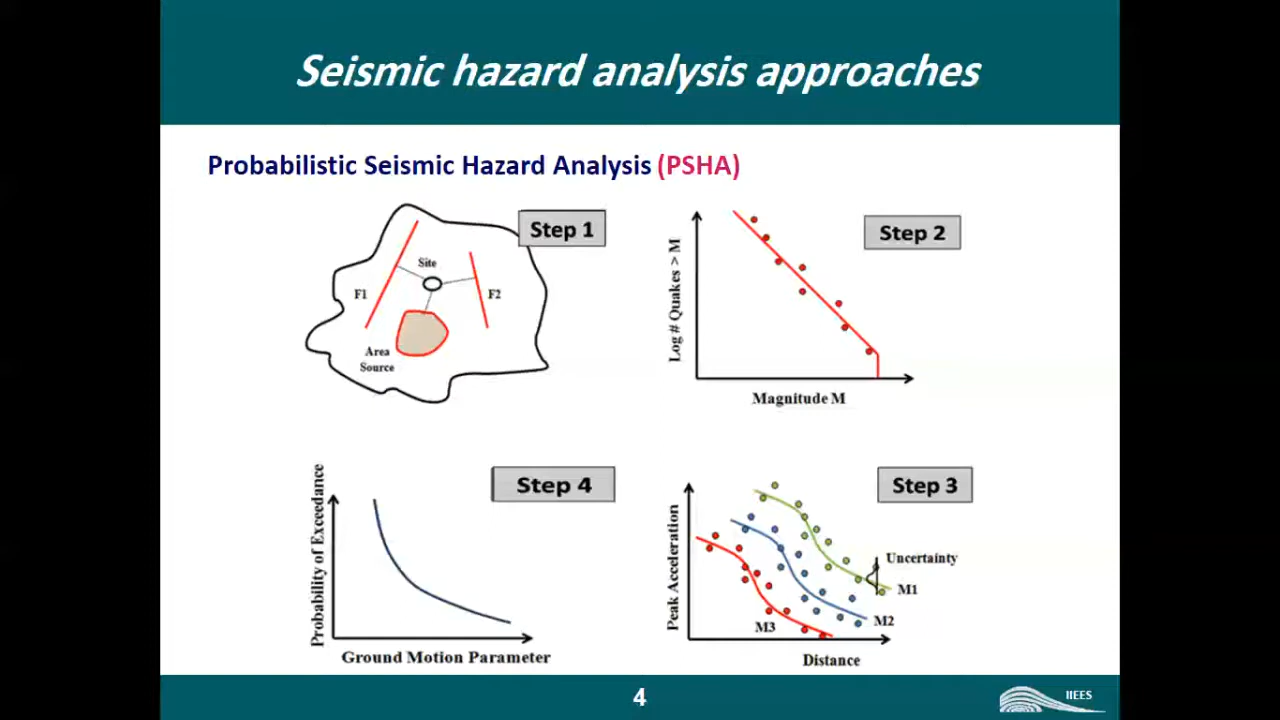 Seismic hazard analysis approaches
Probabilistic Seismic Hazard Analysis (PSHA)
Step 1
Site
F1
F2
Area
Source
Step 2
Log # Quakes > M
Magnitude M
Step 4
Probability of Exceedance
Ground Motion Parameter
Step 3
Peak Acceleration
Uncertainty
M1
M2
M3
Distance
4
IIEES